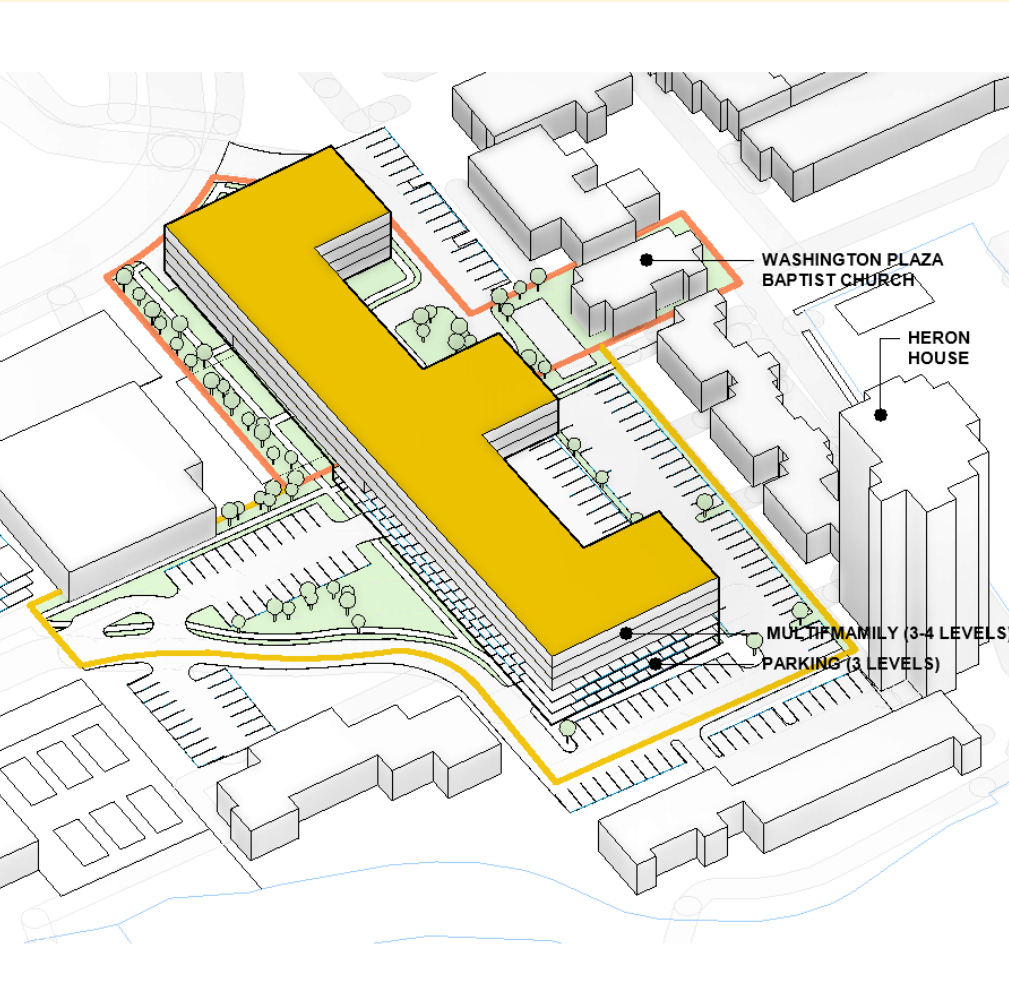 WASHINGTON PLAZA
BAPTIST CHURCH
HERON
HOUSE
MULTIFMAMILY (3-4 LEVELS)
PARKING (3 LEVELS)